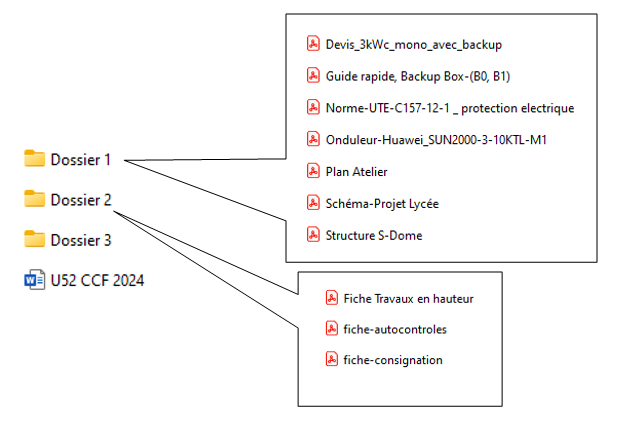 Devis_3kWc_mono_avec_backup
Guide rapide, Backup Box-(B0, B1)
Norme-UTE-C157-12-1 _ protection electrique
Onduleur-Huawei_SUN2000-3-10KTL-M1
Plan Atelier
Schéma-Projet Lycée
Structure S-Dome
Dossier 1
Dossier 2
Dossier 3
U52 CCF 2024
Fiche Travaux en hauteur
fiche-autocontroles
fiche-consignation